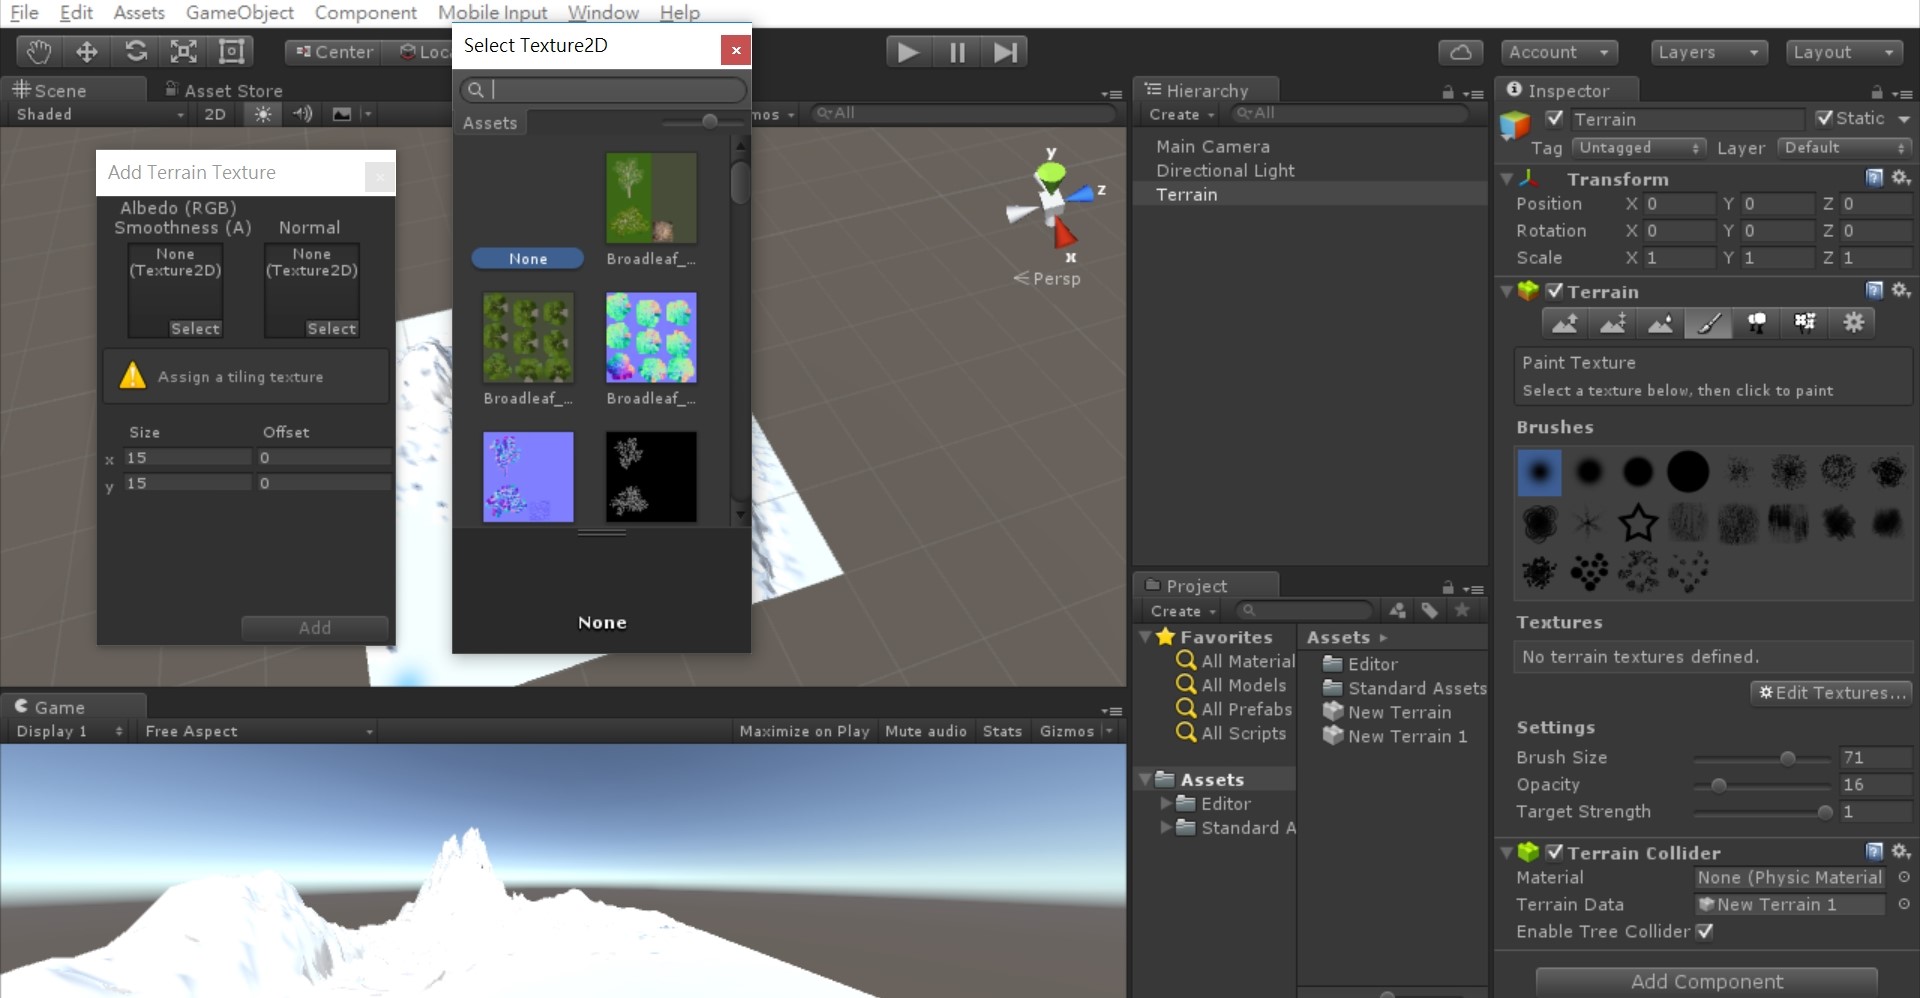 File Edit Assets GameObject Component Mobile Input Window Help
Center Loc
Account Layers Layout
Scene Asset Store
Shaded 2D mos All
Select Texture2D
Assets
None
Broadleaf_...
Broadleaf_...
Broadleaf_...
None
Add Terrain Texture
Albedo (RGB)
Smoothness (A) Normal
None
(Texture2D)
Select
None
(Texture2D)
Select
Assign a tiling texture
Size Offset
x 15 0
y 15 0
Add
y
z
x
Persp
Game
Display 1 Free Aspect Maximize on Play Mute audio Stats Gizmos
Hierarchy
Create All
Main Camera
Directional Light
Terrain
Project
Create
Favorites
All Material
All Models
All Prefabs
All Scripts
Assets
Editor
Standard A
Assets
Editor
Standard Assets
New Terrain
New Terrain 1
Inspector
Terrain Static
Tag Untagged Layer Default
Transform
Position X 0 Y 0 Z 0
Rotation X 0 Y 0 Z 0
Scale X 1 Y 1 Z 1
Terrain
Paint Texture
Select a texture below, then click to paint
Brushes
Textures
No terrain textures defined.
Edit Textures...
Settings
Brush Size 71
Opacity 16
Target Strength 1
Terrain Collider
Material None (Physic Material
Terrain Data New Terrain 1
Enable Tree Collider
Add Component